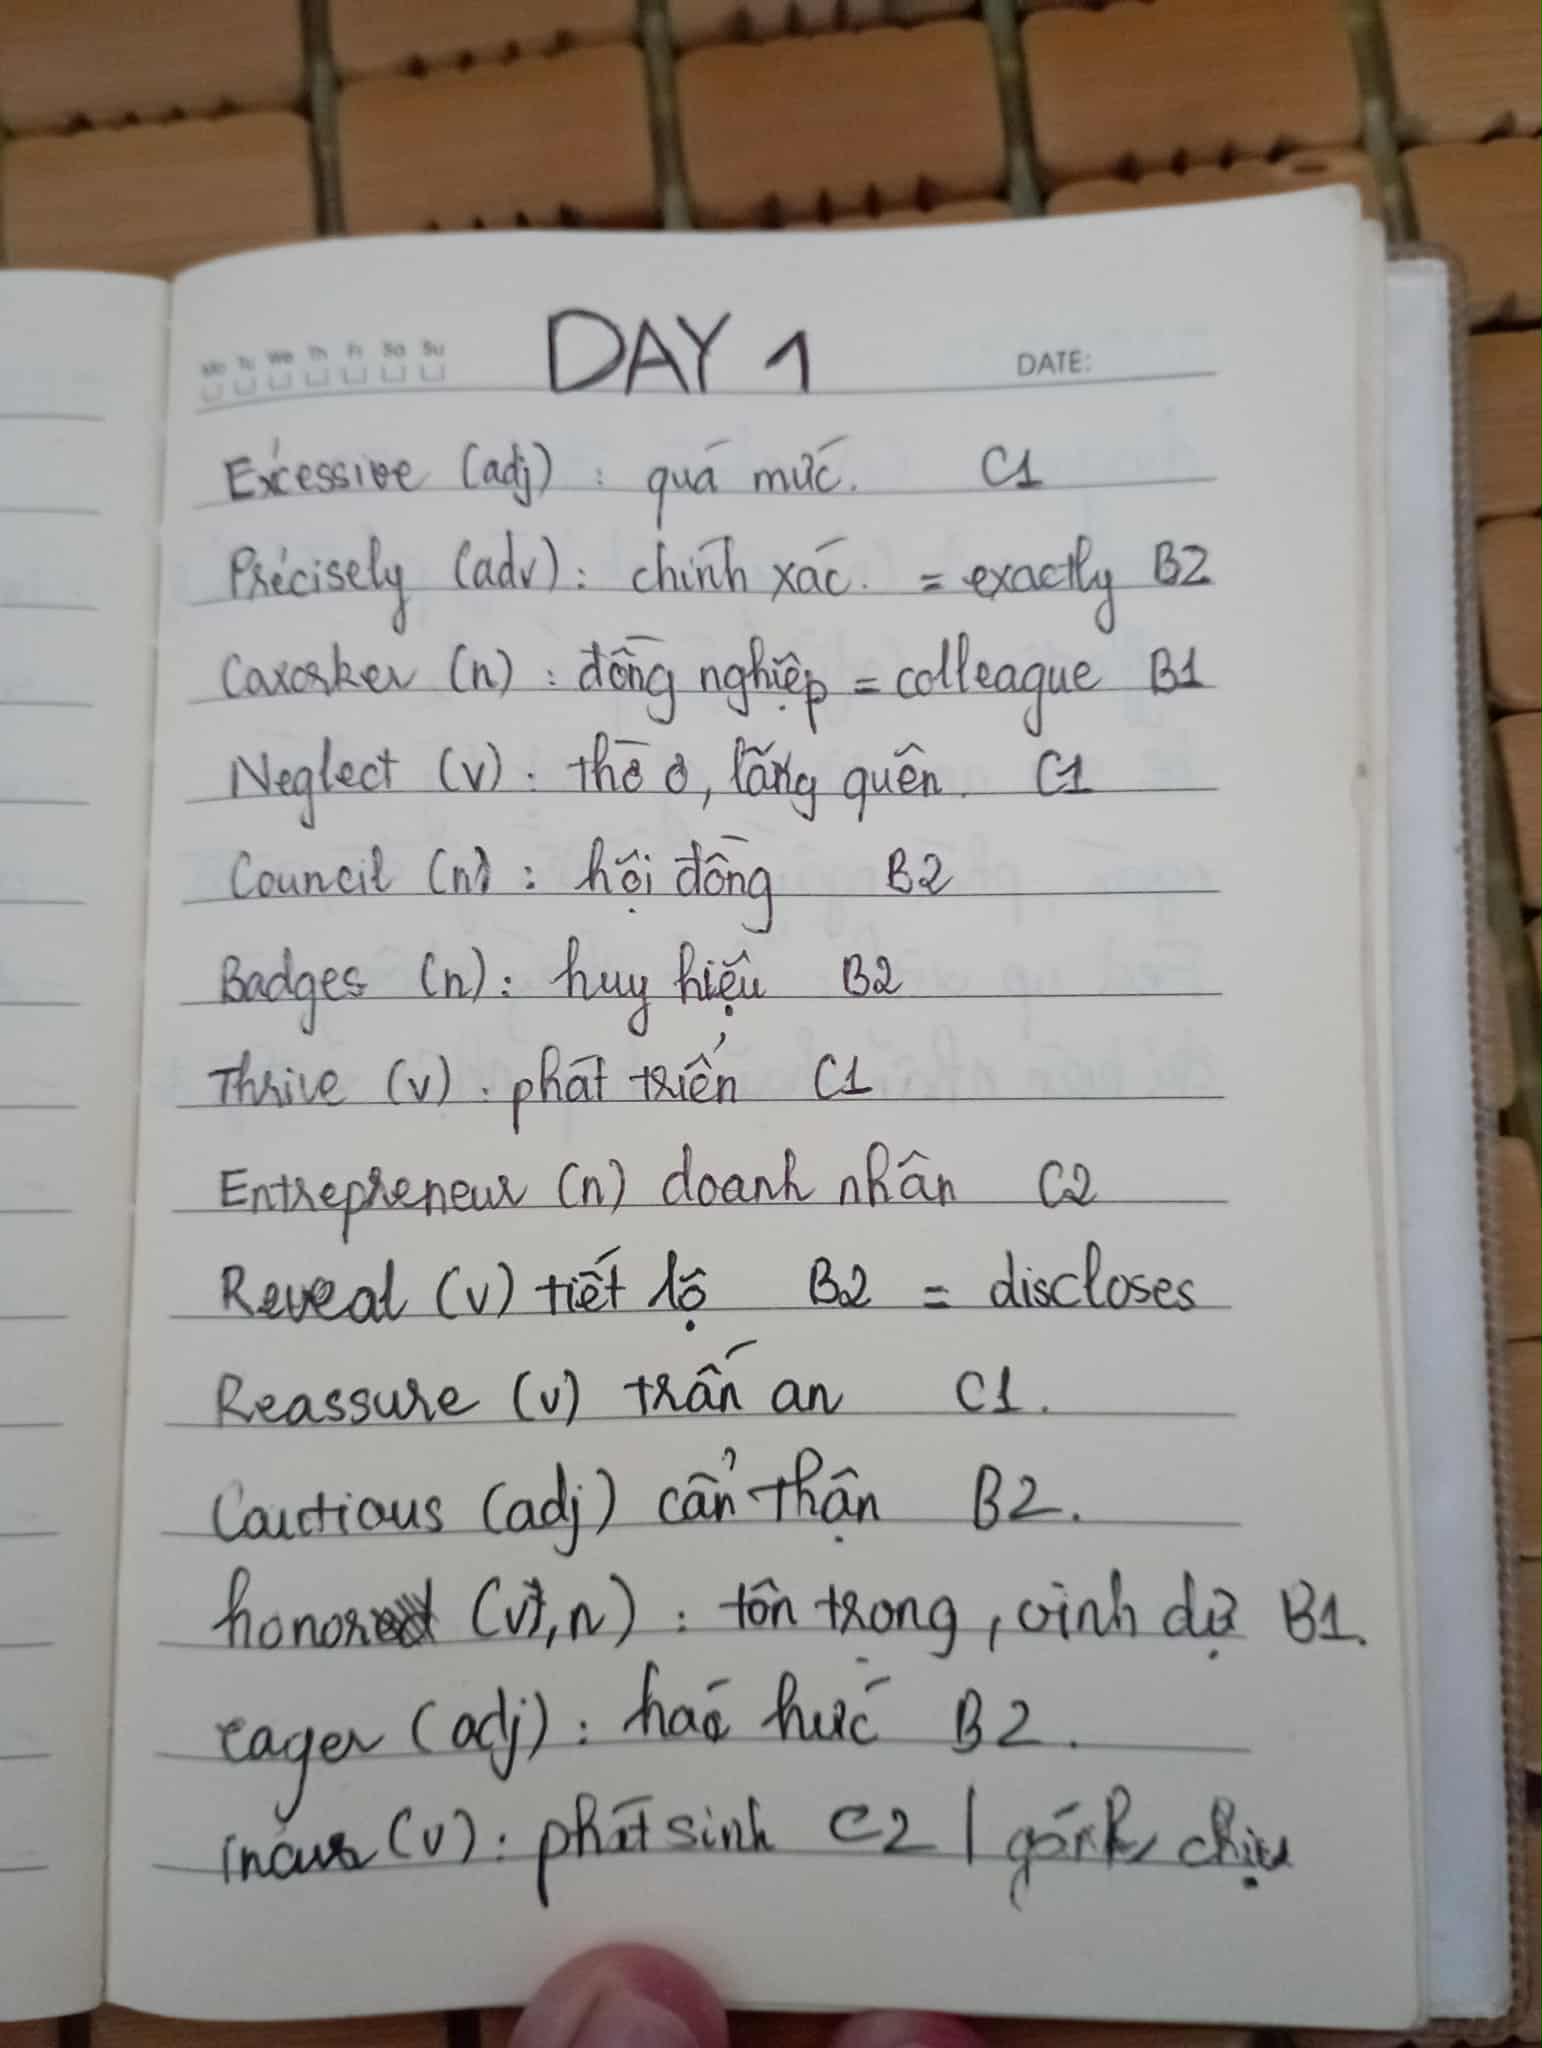 Mo Tu We Th Fr Sa Su DAY 1 DATE:
Excessive (adj) : quá mức. C1
Precisely (adv) : chính xác. = exactly B2
Coworker (n) : đồng nghiệp = colleague B1
Neglect (v) : thờ ơ, lãng quên. C1
Council (n) : hội đồng B2
Badges (n) : huy hiệu B2
Thrive (v) : phát triển C1
Entrepreneur (n) doanh nhân C2
Reveal (v) tiết lộ B2 = discloses
Reassure (v) trấn an C1.
Cautious (adj) cẩn thận B2.
honor (v, n) : tôn trọng, vinh dự B1.
eager (adj) : háo hức B2.
incur (v) : phát sinh C2 | gánh chịu